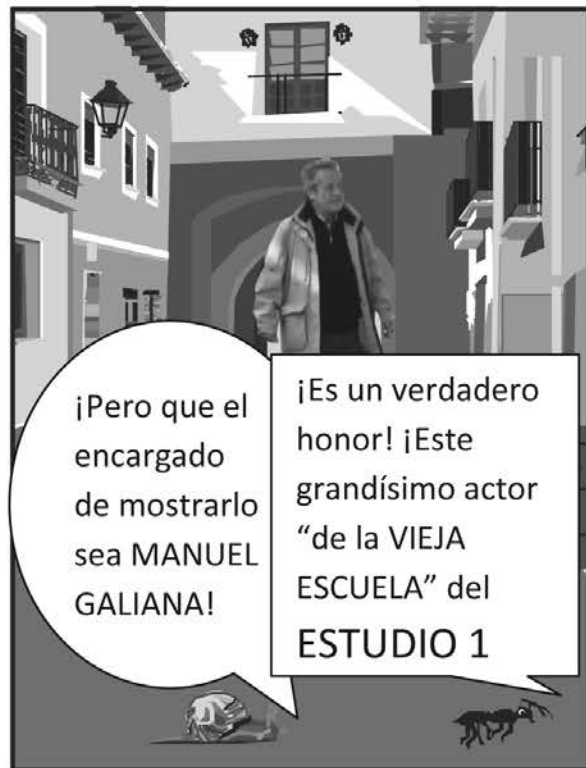 ¡Pero que el
encargado
de mostrarlo
sea MANUEL
GALIANA!
¡Es un verdadero
honor! ¡Este
grandísimo actor
“de la VIEJA
ESCUELA” del
ESTUDIO 1